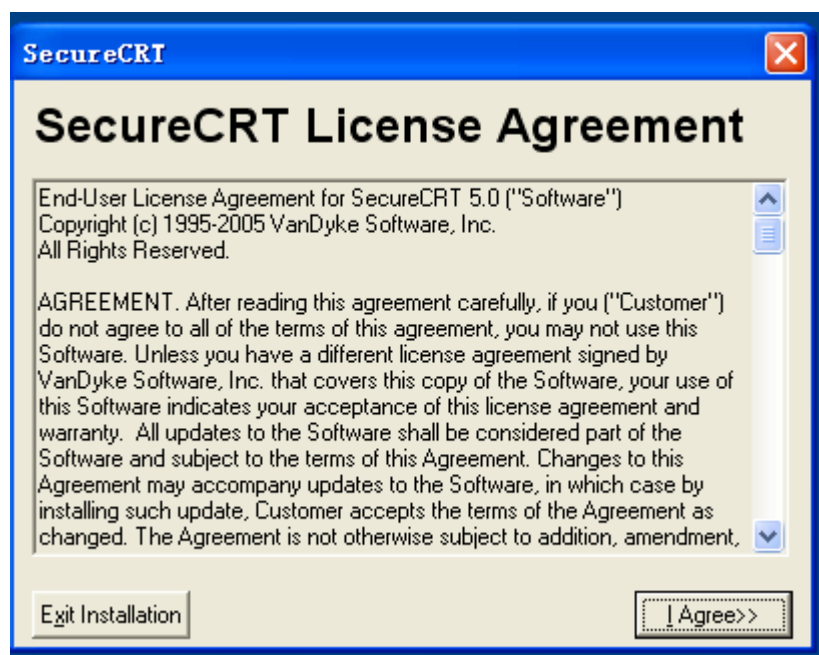 SecureCRT
SecureCRT License Agreement
End-User License Agreement for SecureCRT 5.0 ("Software")
Copyright (c) 1995-2005 VanDyke Software, Inc.
All Rights Reserved.
AGREEMENT. After reading this agreement carefully, if you ("Customer")
do not agree to all of the terms of this agreement, you may not use this
Software. Unless you have a different license agreement signed by
VanDyke Software, Inc. that covers this copy of the Software, your use of
this Software indicates your acceptance of this license agreement and
warranty.  All updates to the Software shall be considered part of the
Software and subject to the terms of this Agreement. Changes to this
Agreement may accompany updates to the Software, in which case by
installing such update, Customer accepts the terms of the Agreement as
changed. The Agreement is not otherwise subject to addition, amendment,
Exit Installation
I Agree>>